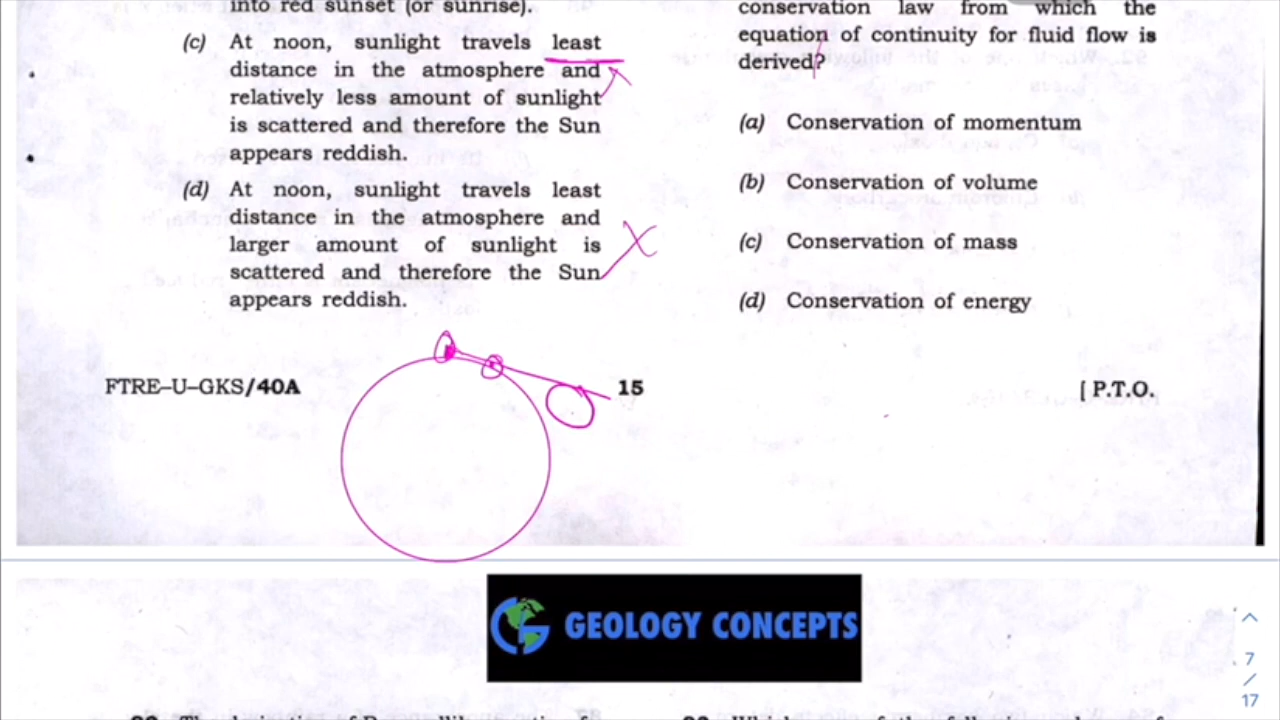 into red sunset (or sunrise).
(c) At noon, sunlight travels least
distance in the atmosphere and
relatively less amount of sunlight
is scattered and therefore the Sun
appears reddish.
(d) At noon, sunlight travels least
distance in the atmosphere and
larger amount of sunlight is
scattered and therefore the Sun
appears reddish.
FTRE–U–GKS/40A
conservation law from which the
equation of continuity for fluid flow is
derived?
(a) Conservation of momentum
(b) Conservation of volume
(c) Conservation of mass
(d) Conservation of energy
15
[ P.T.O.
GEOLOGY CONCEPTS
7
/
17